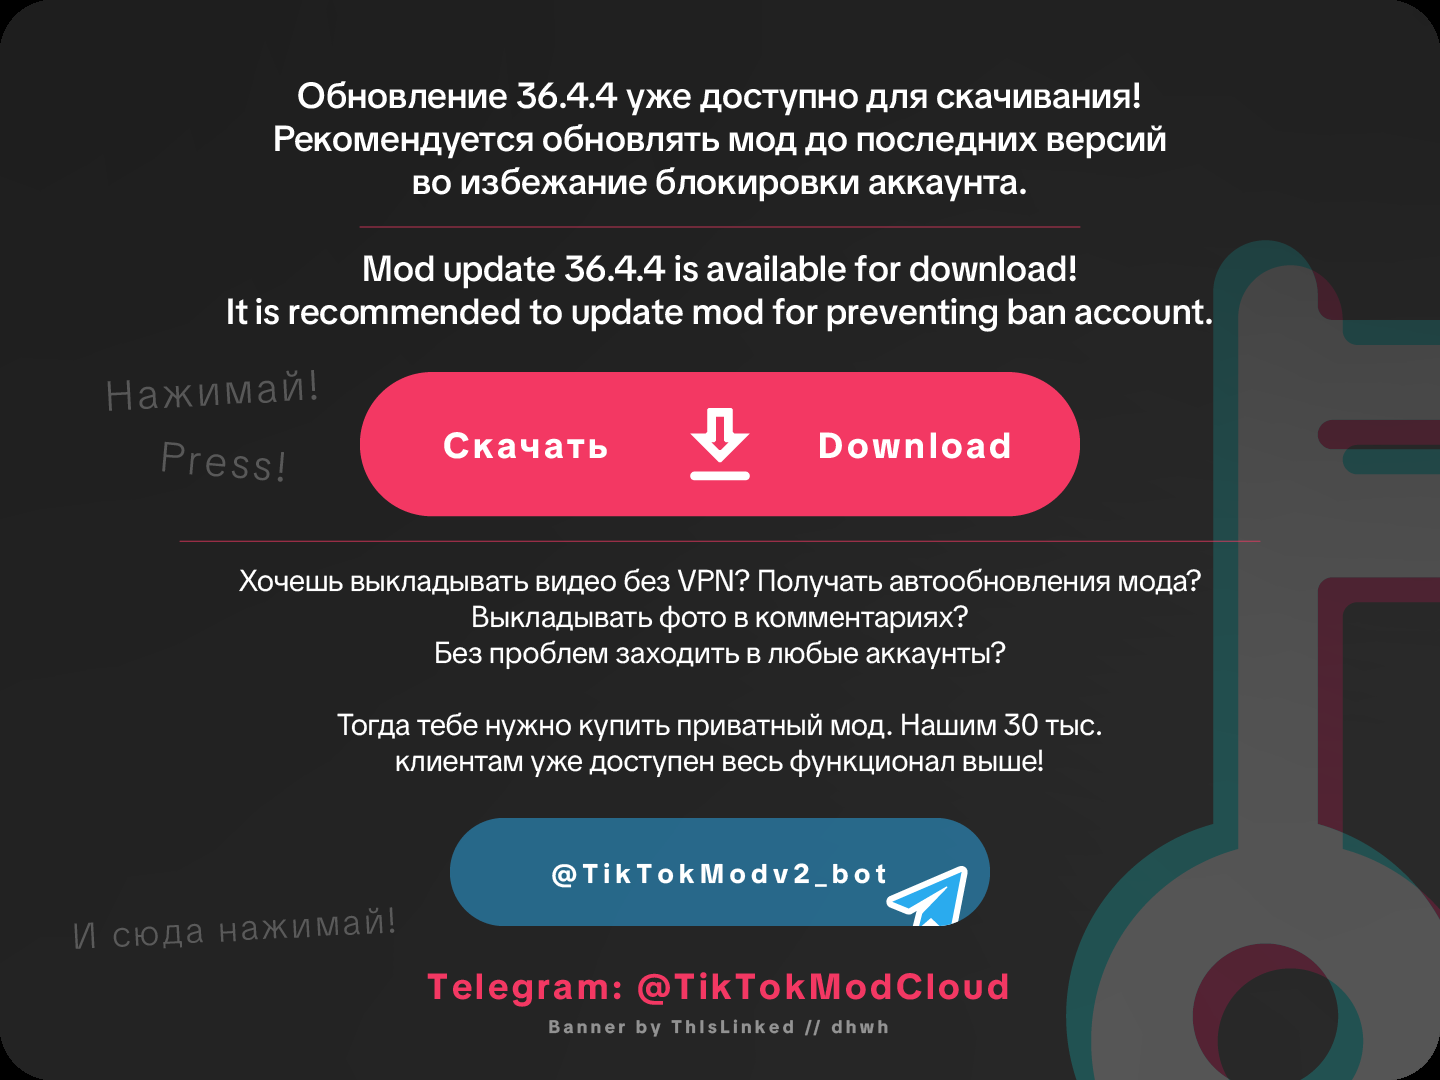 Обновление 36.4.4 уже доступно для скачивания!
Рекомендуется обновлять мод до последних версий
во избежание блокировки аккаунта.
Mod update 36.4.4 is available for download!
It is recommended to update mod for preventing ban account.
Нажимай!
Press!
Скачать Download
Хочешь выкладывать видео без VPN? Получать автообновления мода?
Выкладывать фото в комментариях?
Без проблем заходить в любые аккаунты?
Тогда тебе нужно купить приватный мод. Нашим 30 тыс.
клиентам уже доступен весь функционал выше!
@TikTokModv2_bot
И сюда нажимай!
Telegram: @TikTokModCloud
Banner by ThIsLinked // dhwh